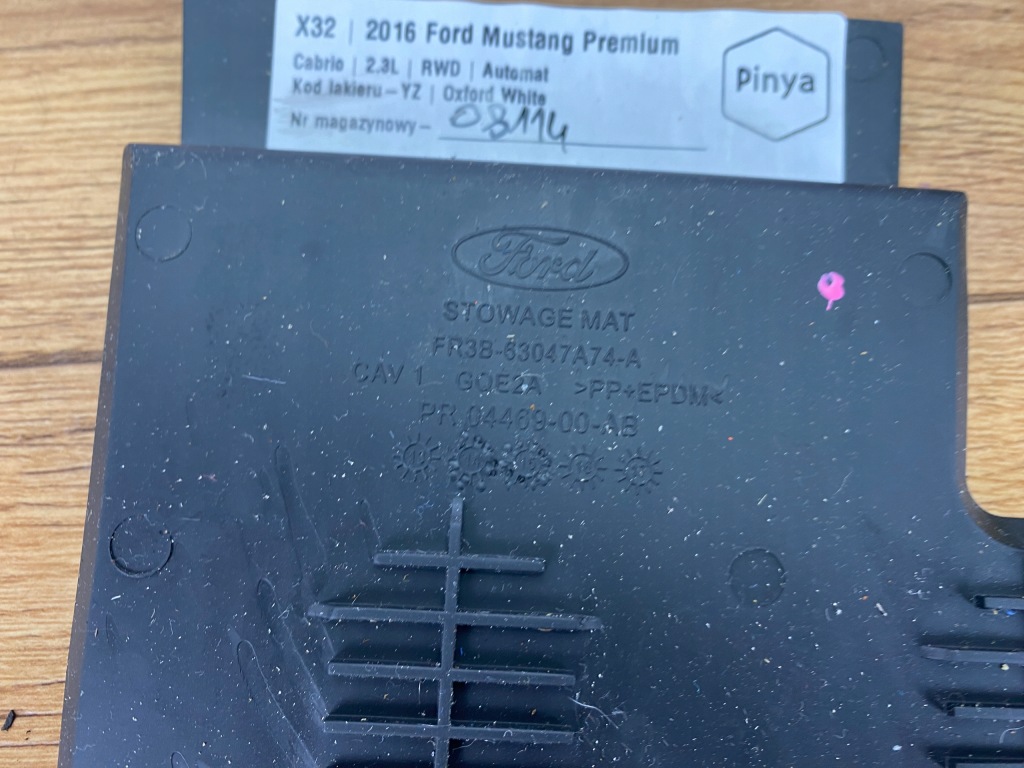 X32 | 2016 Ford Mustang Premium
Cabrio | 2.3L | RWD | Automat
Kod lakieru - YZ | Oxford White
Nr magazynowy - 08114
Pinya
Ford
STOWAGE MAT
FR3B-63047A74-A
CAV 1 GQE2A >PP+EPDM<
PR 04469-00-AB